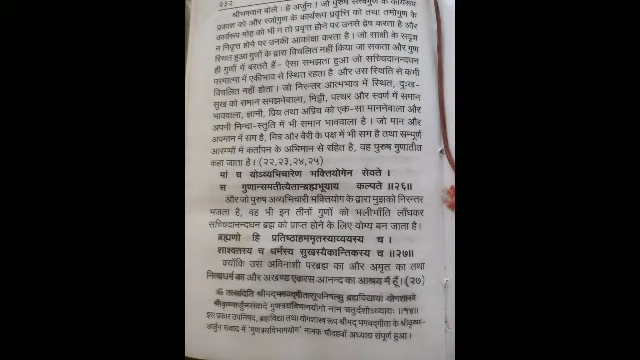 २३२
श्रीभगवान बोले : हे अर्जुन ! जो पुरुष सत्त्वगुण के कार्यरूप
प्रकाश को और रजोगुण के कार्यरूप प्रवृत्ति को तथा तमोगुण के
कार्यरूप मोह को भी न तो प्रवृत्त होने पर उनसे द्वेष करता है और
न निवृत्त होने पर उनकी आकांक्षा करता है । जो साक्षी के सदृश
स्थित हुआ गुणों के द्वारा विचलित नहीं किया जा सकता और गुण
ही गुणों में बरतते हैं- ऐसा समझता हुआ जो सच्चिदानन्दघन
परमात्मा में एकीभाव से स्थित रहता है और उस स्थिति से कभी
विचलित नहीं होता । जो निरन्तर आत्मभाव में स्थित, दुःख-
सुख को समान समझनेवाला, मिट्टी, पत्थर और स्वर्ण में समान
भाववाला, ज्ञानी, प्रिय तथा अप्रिय को एक-सा माननेवाला और
अपनी निन्दा-स्तुति में भी समान भाववाला है । जो मान और
अपमान में सम है, मित्र और वैरी के पक्ष में भी सम है तथा सम्पूर्ण
आरम्भों में कर्तापन के अभिमान से रहित है, वह पुरुष गुणातीत
कहा जाता है । (२२,२३,२४,२५)
मां च योऽव्यभिचारेण भक्तियोगेन सेवते ।
स गुणान्समतीत्यैतान्ब्रह्मभूयाय कल्पते ॥२६॥
और जो पुरुष अव्यभिचारी भक्तियोग के द्वारा मुझको निरन्तर
भजता है, वह भी इन तीनों गुणों को भलीभाँति लाँघकर
सच्चिदानन्दघन ब्रह्म को प्राप्त होने के लिए योग्य बन जाता है ।
ब्रह्मणो हि प्रतिष्ठाहममृतस्याव्ययस्य च ।
शाश्वतस्य च धर्मस्य सुखस्यैकान्तिकस्य च ॥२७॥
क्योंकि उस अविनाशी परब्रह्म का और अमृत का तथा
नित्यधर्म का और अखण्ड एकरस आनन्द का आश्रय मैं हूँ । (२७)
ॐ तत्सदिति श्रीमद्भगवद्गीतासूपनिषत्सु ब्रह्मविद्यायां योगशास्त्रे
श्रीकृष्णार्जुनसंवादे गुणत्रयविभागयोगो नाम चतुर्दशोऽध्यायः ॥१४॥
इस प्रकार उपनिषद, ब्रह्मविद्या तथा योगशास्त्र रूप श्रीमद् भगवद्गीता के श्रीकृष्ण-
अर्जुन संवाद में 'गुणत्रयविभागयोग' नामक चौदहवाँ अध्याय संपूर्ण हुआ ।